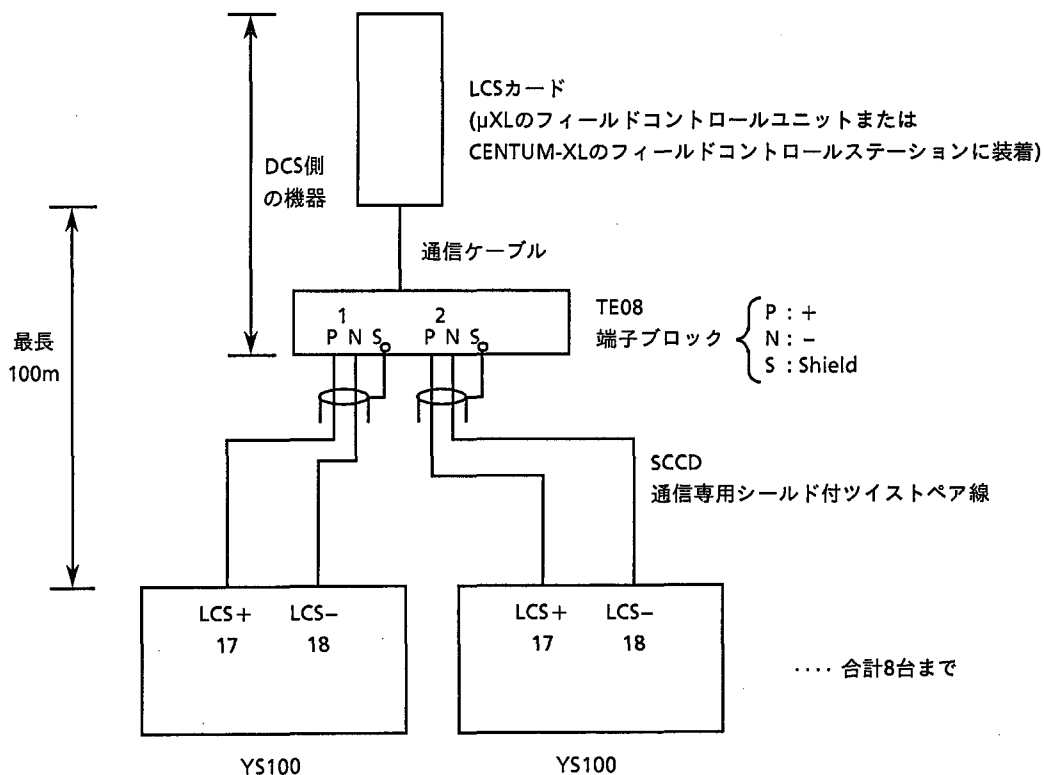 LCSカード
(μXLのフィールドコントロールユニットまたは
CENTUM-XLのフィールドコントロールステーションに装着)
DCS側
の機器
通信ケーブル
1 2
P N S P N S
TE08
端子ブロック
P : +
N : −
S : Shield
最長
100m
SCCD
通信専用シールド付ツイストペア線
LCS+ LCS−
17 18
LCS+ LCS−
17 18
‥‥ 合計8台まで
YS100
YS100